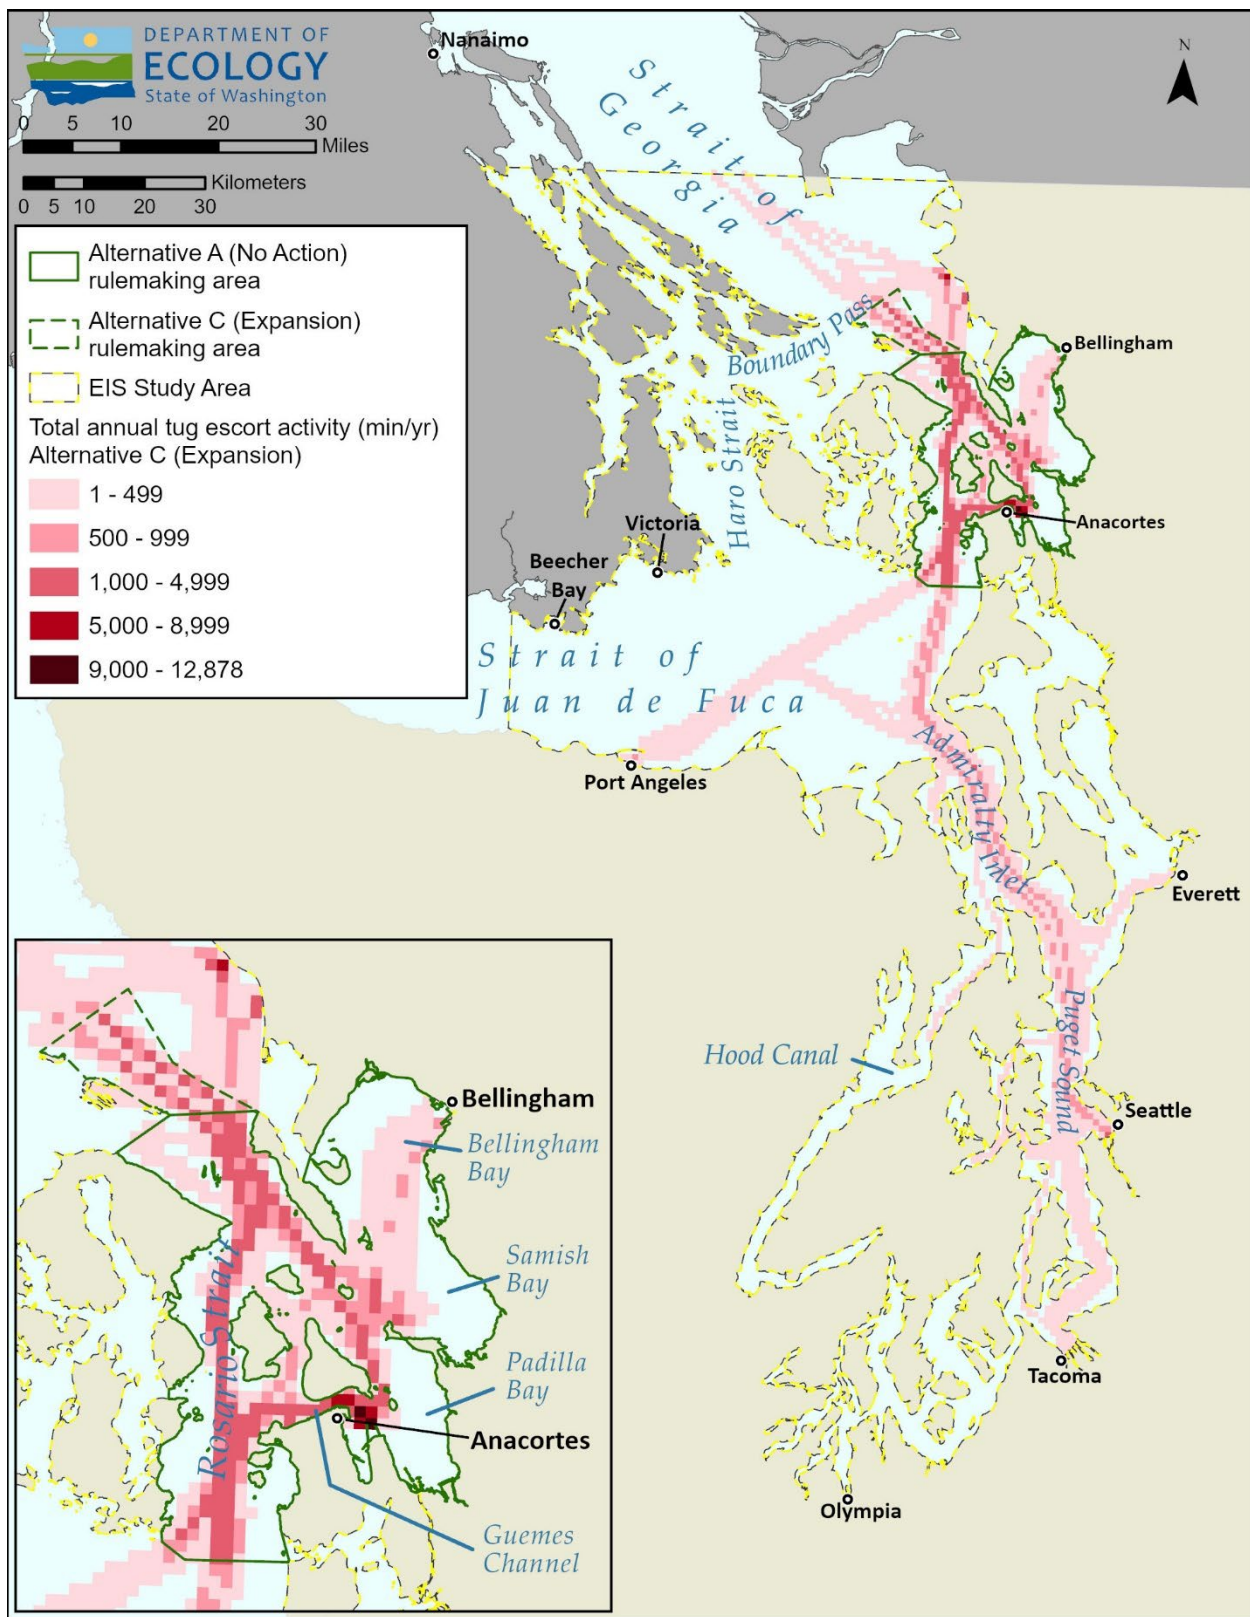 DEPARTMENT OF
ECOLOGY
State of Washington
0 5 10 20 30
Miles
Kilometers
0 5 10 20 30
Alternative A (No Action)
rulemaking area
Alternative C (Expansion)
rulemaking area
EIS Study Area
Total annual tug escort activity (min/yr)
Alternative C (Expansion)
1 - 499
500 - 999
1,000 - 4,999
5,000 - 8,999
9,000 - 12,878
N
Nanaimo
Strait of
Georgia
Boundary Pass
Haro Strait
Bellingham
Anacortes
Victoria
Beecher
Bay
Strait of
Juan de Fuca
Port Angeles
Admiralty Inlet
Everett
Puget Sound
Hood Canal
Seattle
Tacoma
Olympia
Bellingham
Bellingham
Bay
Samish
Bay
Rosario Strait
Padilla
Bay
Anacortes
Guemes
Channel